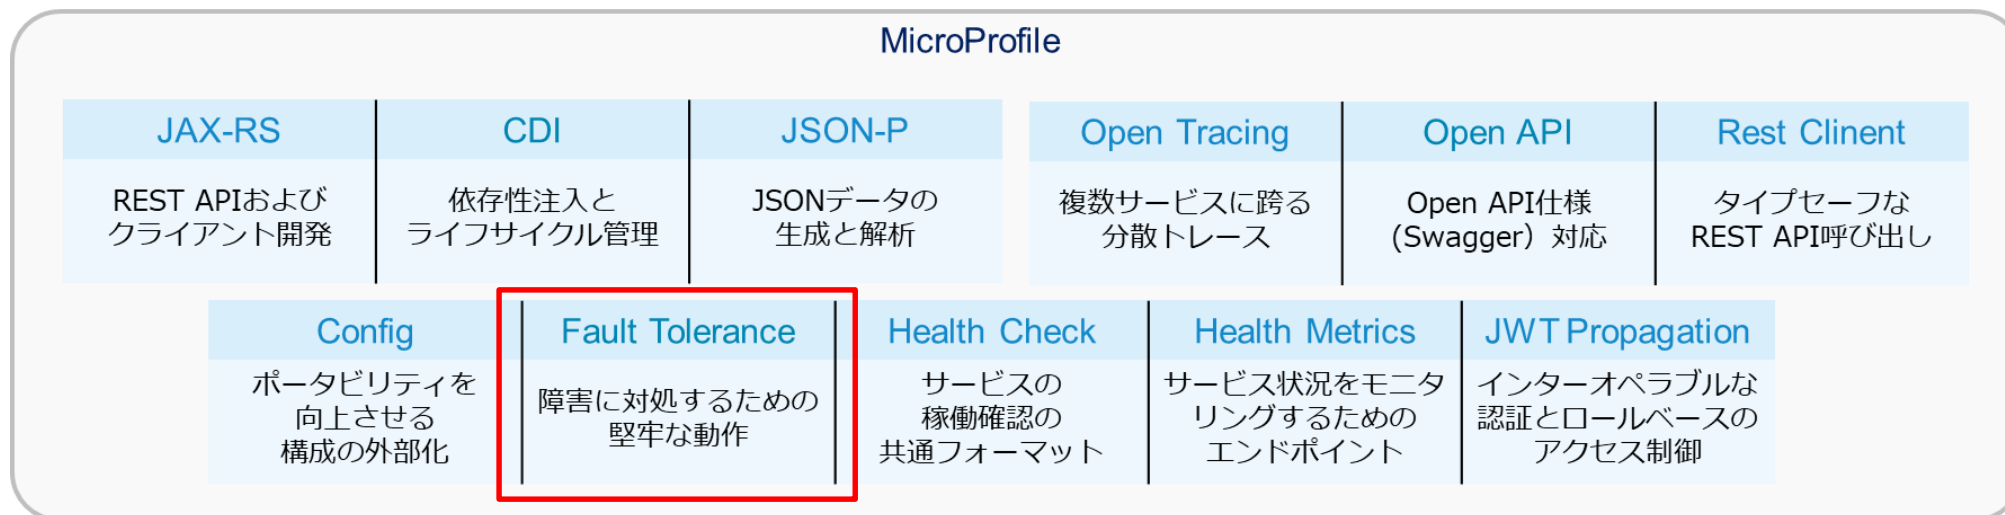 MicroProfile
JAX-RS
CDI
JSON-P
Open Tracing
Open API
Rest Clinent
REST APIおよび
クライアント開発
依存性注入と
ライフサイクル管理
JSONデータの
生成と解析
複数サービスに跨る
分散トレース
Open API仕様
(Swagger）対応
タイプセーフな
REST API呼び出し
Config
Fault Tolerance
Health Check
Health Metrics
JWT Propagation
ポータビリティを
向上させる
構成の外部化
障害に対処するための
堅牢な動作
サービスの
稼働確認の
共通フォーマット
サービス状況をモニタ
リングするための
エンドポイント
インターオペラブルな
認証とロールベースの
アクセス制御